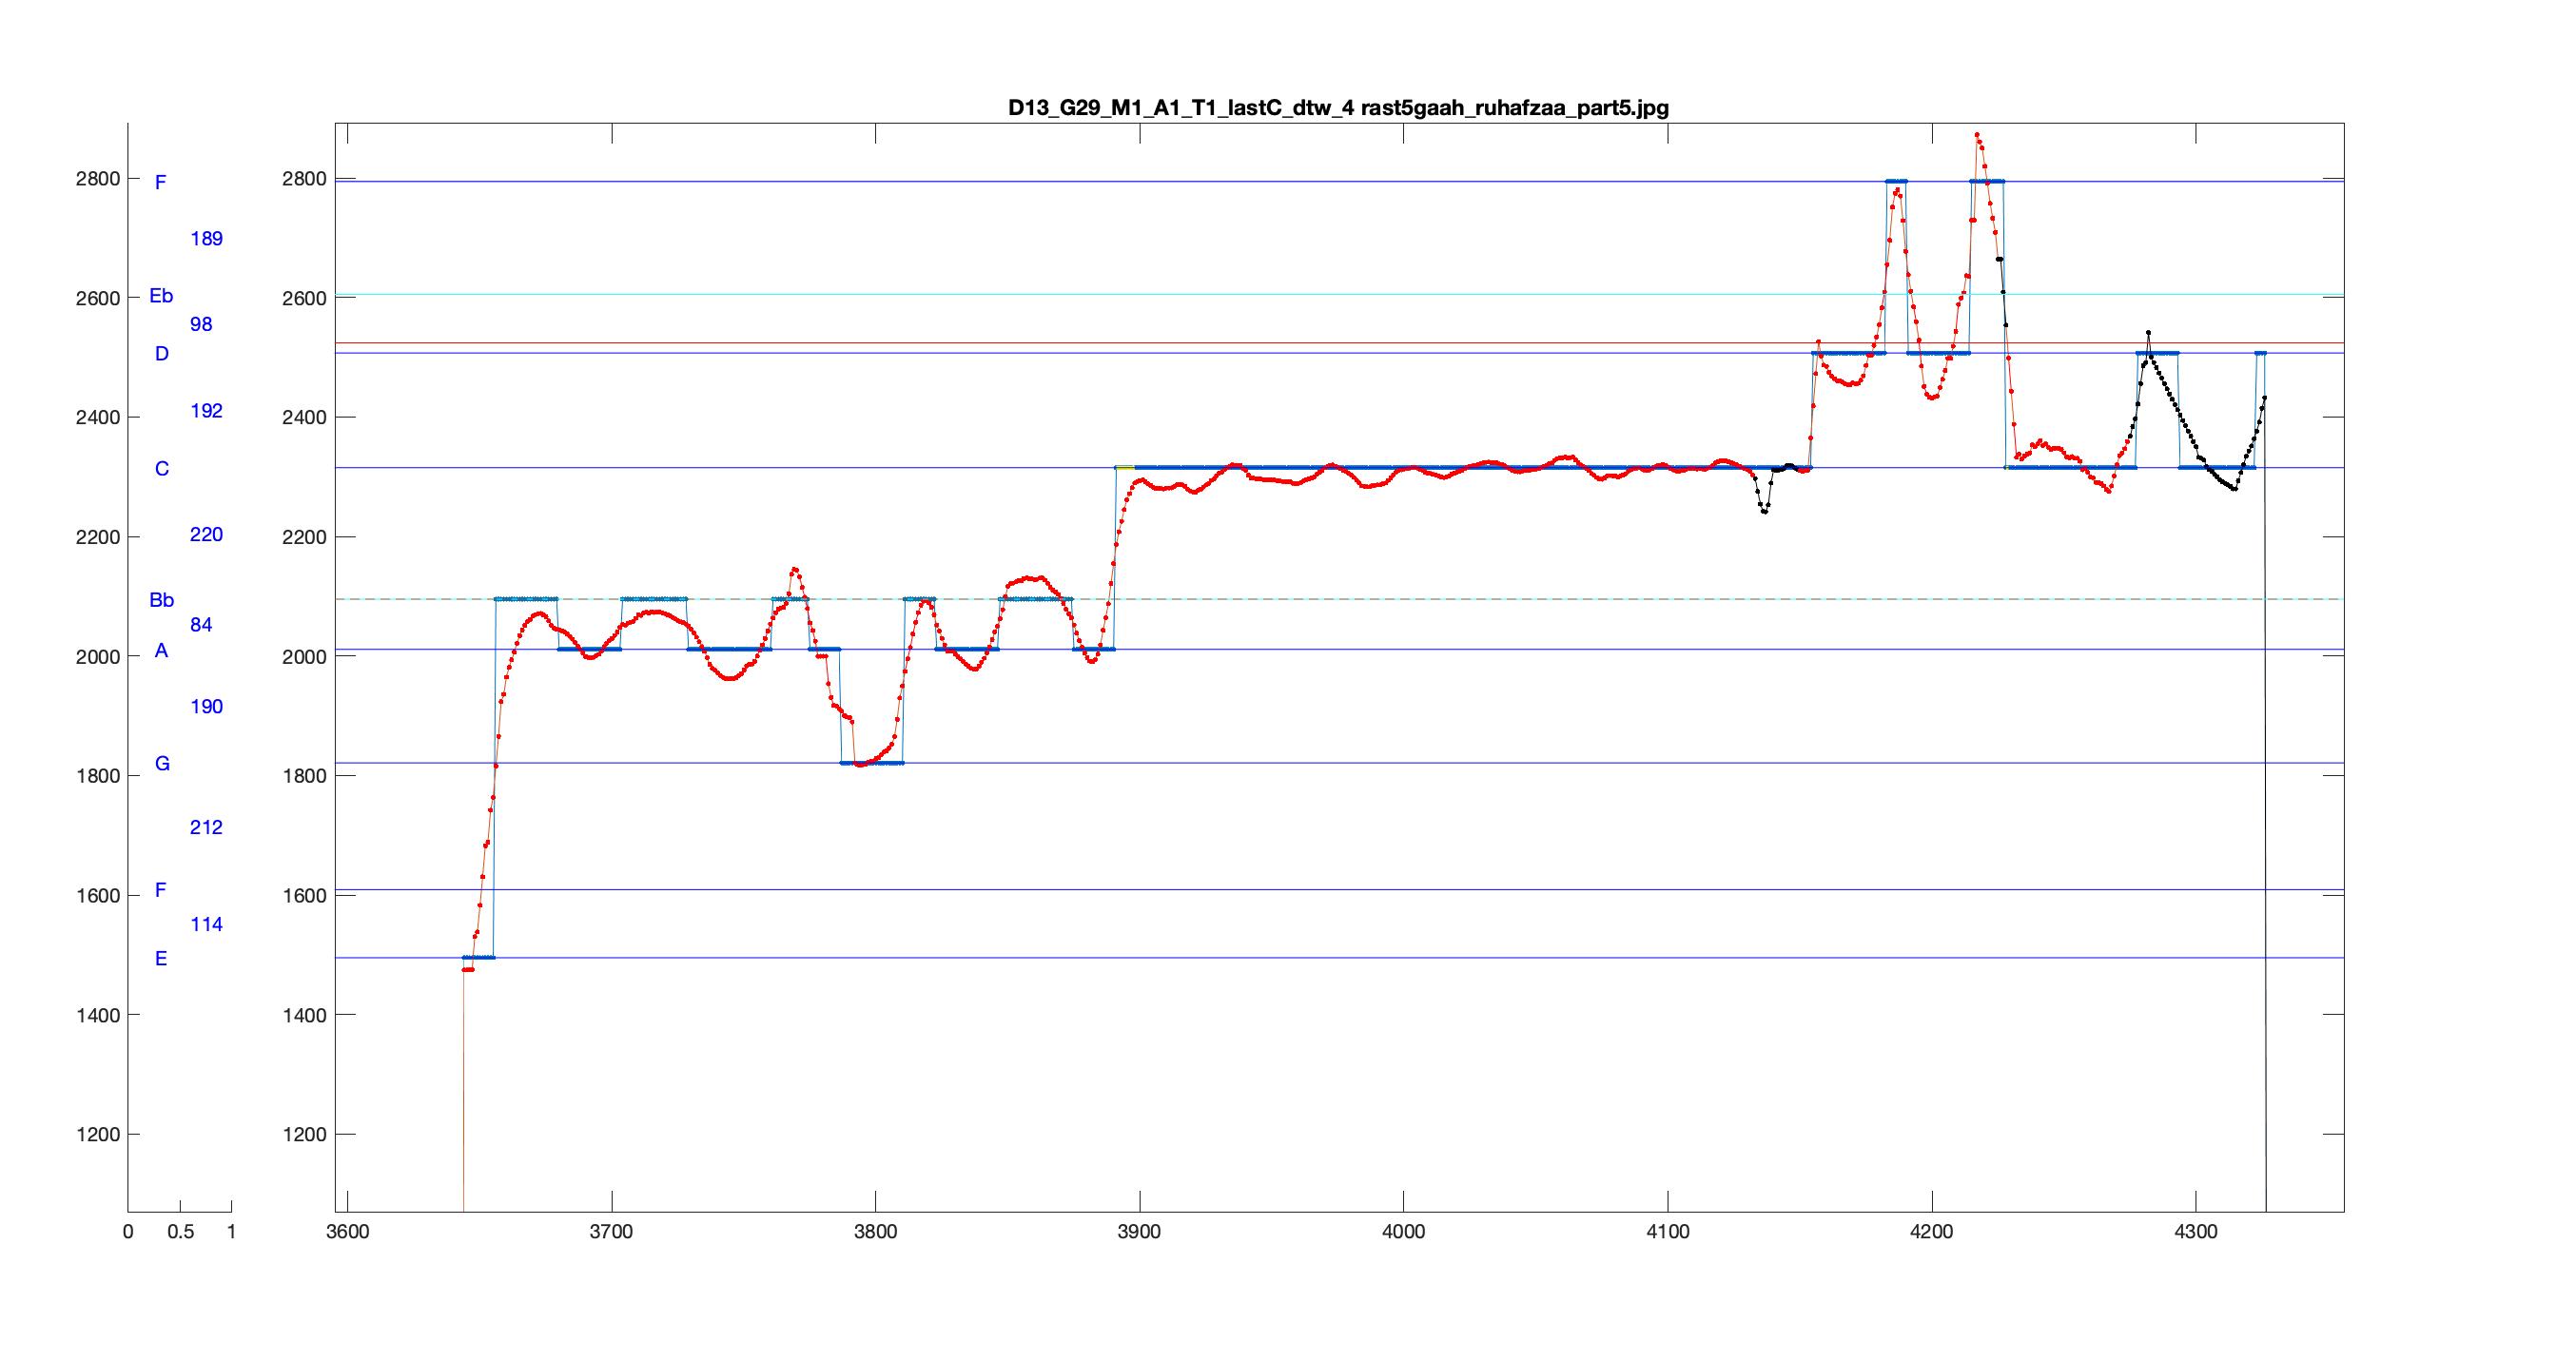 D13_G29_M1_A1_T1_lastC_dtw_4 rast5gaah_ruhafzaa_part5.jpg
2800 F 2800
189
2600 Eb 2600
98
D
192
2400 2400
C
220
2200 2200
Bb
84
2000 A 2000
190
1800 G 1800
212
1600 F 1600
114
E
1400 1400
1200 1200
0 0.5 1 3600 3700 3800 3900 4000 4100 4200 4300